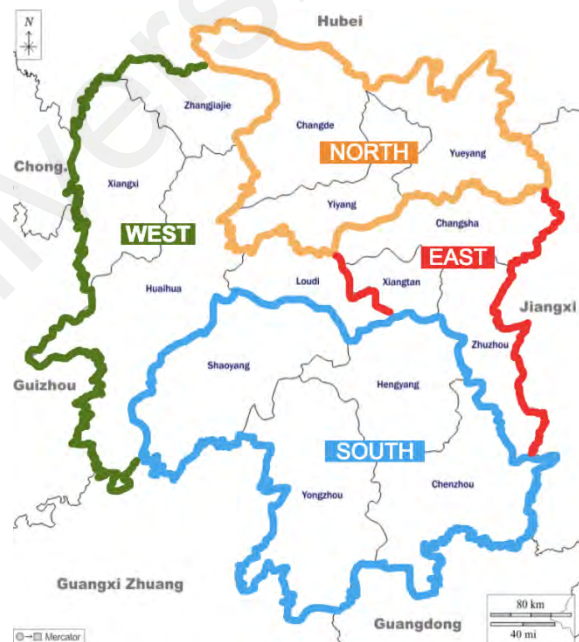 N
Hubei
Zhangjiajie
Changde
NORTH
Yueyang
Chong.
Xiangxi
Yiyang
Changsha
WEST
EAST
Huaihua
Loudi
Xiangtan
Jiangxi
Shaoyang
Zhuzhou
Guizhou
Hengyang
SOUTH
Yongzhou
Chenzhou
Guangxi Zhuang
Guangdong
80 km
40 mi
Mercator